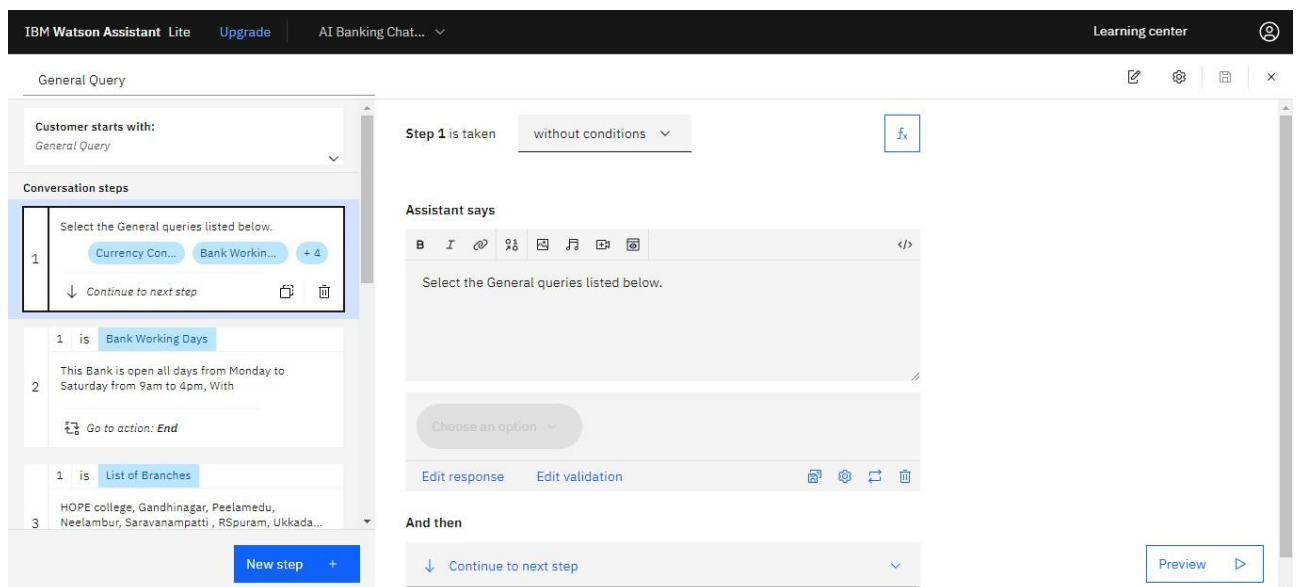 IBM Watson Assistant Lite Upgrade AI Banking Chat... Learning center
General Query
Customer starts with:
General Query
Conversation steps
1
Select the General queries listed below.
Currency Con... Bank Workin... + 4
Continue to next step
2
1 is Bank Working Days
This Bank is open all days from Monday to
Saturday from 9am to 4pm, With
Go to action: End
3
1 is List of Branches
HOPE college, Gandhinagar, Peelamedu,
Neelambur, Saravanampatti , RSpuram, Ukkada...
New step +
Step 1 is taken without conditions fx
Assistant says
B I </>
Select the General queries listed below.
Choose an option
Edit response Edit validation
And then
Continue to next step
Preview